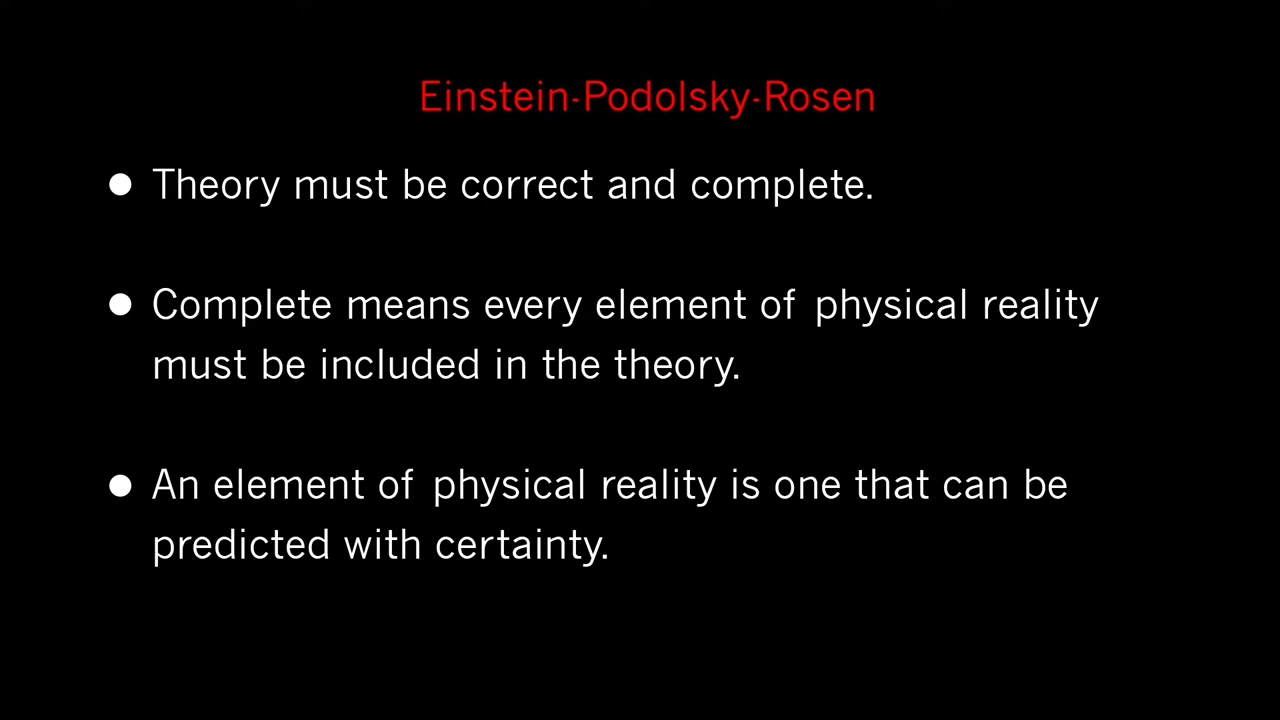 Einstein-Podolsky-Rosen
● Theory must be correct and complete.
● Complete means every element of physical reality
must be included in the theory.
● An element of physical reality is one that can be
predicted with certainty.